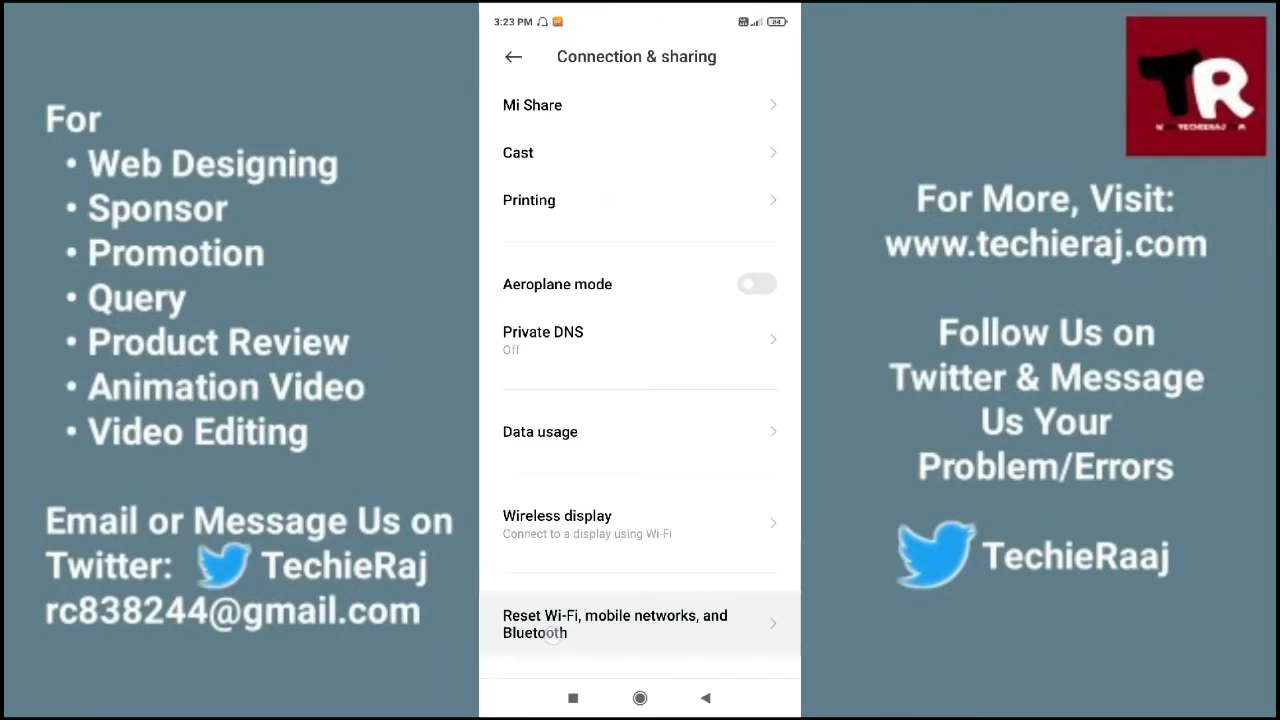 For
• Web Designing
• Sponsor
• Promotion
• Query
• Product Review
• Animation Video
• Video Editing
Email or Message Us on
Twitter: TechieRaj
rc838244@gmail.com
3:23 PM
84
Connection & sharing
Mi Share
Cast
Printing
Aeroplane mode
Private DNS
Off
Data usage
Wireless display
Connect to a display using Wi-Fi
Reset Wi-Fi, mobile networks, and
Bluetooth
TR
For More, Visit:
www.techieraj.com
Follow Us on
Twitter & Message
Us Your
Problem/Errors
TechieRaaj